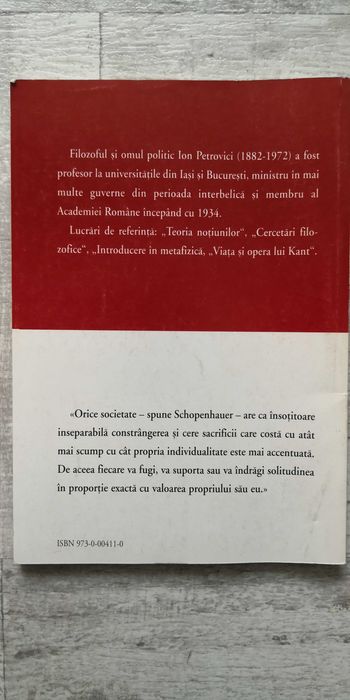 Filozoful și omul politic Ion Petrovici (1882-1972) a fost
profesor la universitățile din Iași și București, ministru în mai
multe guverne din perioada interbelică și membru al
Academiei Române începând cu 1934.
Lucrări de referință: „Teoria noțiunilor“, „Cercetări filo-
zofice“, „Introducere in metafizică, „Viața și opera lui Kant“.
«Orice societate – spune Schopenhauer – are ca însoțitoare
inseparabilă constrângerea și cere sacrificii care costă cu atât
mai scump cu cât propria individualitate este mai accentuată.
De aceea fiecare va fugi, va suporta sau va îndrăgi solitudinea
în proporție exactă cu valoarea propriului său eu.»
ISBN 973-0-00411-0